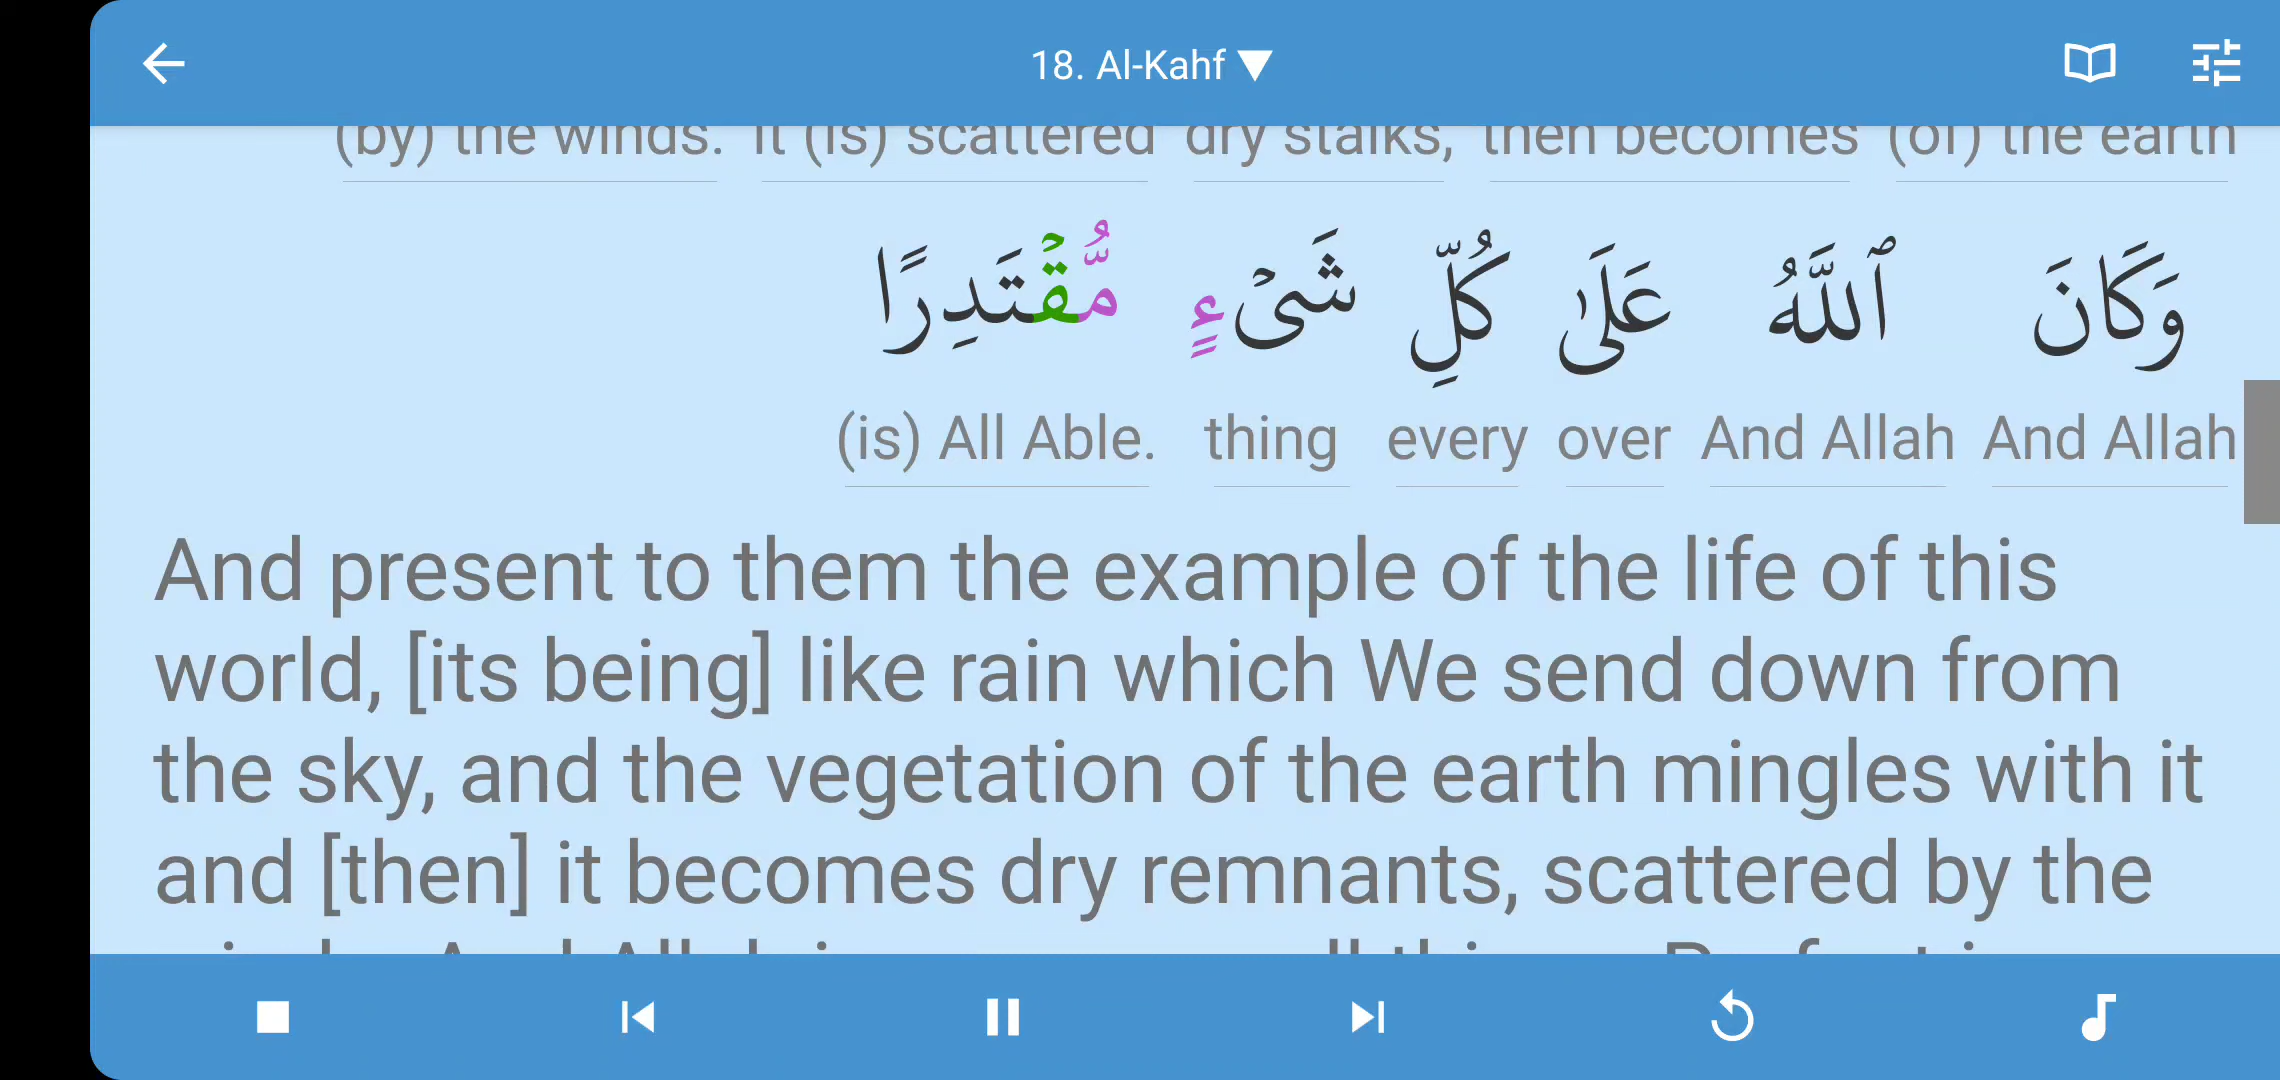 18. Al-Kahf ▼
(by) the winds. it (is) scattered dry stalks, then becomes (of) the earth
وَكَانَ ٱللَّهُ عَلَىٰ كُلِّ شَىْءٍ مُّقْتَدِرًا
(is) All Able. thing every over And Allah And Allah
And present to them the example of the life of this
world, [its being] like rain which We send down from
the sky, and the vegetation of the earth mingles with it
and [then] it becomes dry remnants, scattered by the